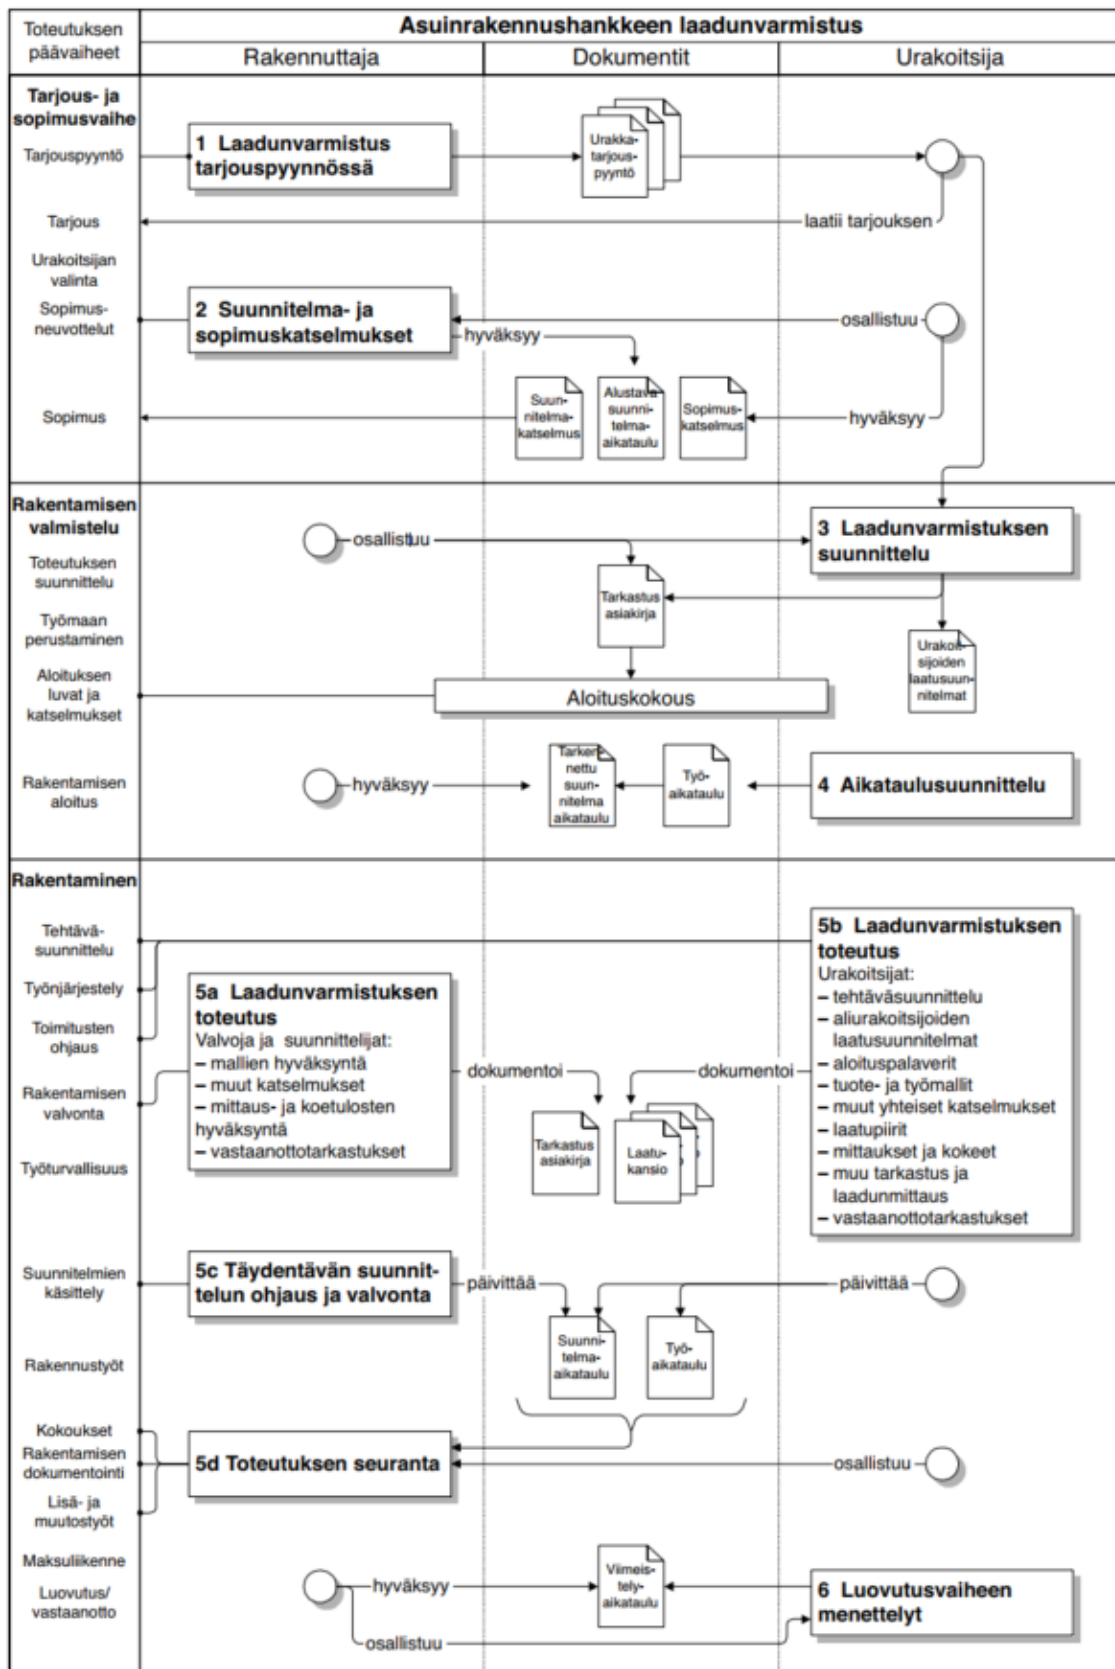 Toteutuksen
päävaiheet
Asuinrakennushankkeen laadunvarmistus
Rakennuttaja
Dokumentit
Urakoitsija
Tarjous- ja
sopimusvaihe
Tarjouspyyntö
1 Laadunvarmistus
tarjouspyynnössä
Urakka-
tarjous-
pyyntö
Tarjous
laatii tarjouksen
Urakoitsijan
valinta
Sopimus-
neuvottelut
2 Suunnitelma- ja
sopimuskatselmukset
osallistuu
hyväksyy
Sopimus
Suun-
nitelma-
katselmus
Alustava
suunni-
telma-
aikataulu
Sopimus-
katselmus
hyväksyy
Rakentamisen
valmistelu
osallistuu
3 Laadunvarmistuksen
suunnittelu
Toteutuksen
suunnittelu
Tarkastus
asiakirja
Työmaan
perustaminen
Urakoit-
sijoiden
laatusuun-
nitelmat
Aloituksen
luvat ja
katselmukset
Aloituskokous
Rakentamisen
aloitus
hyväksyy
Tarken-
nettu
suun-
nitelma
aikataulu
Työ-
aikataulu
4 Aikataulusuunnittelu
Rakentaminen
Tehtävä-
suunnittelu
Työnjärjestely
Toimitusten
ohjaus
Rakentamisen
valvonta
Työturvallisuus
5a Laadunvarmistuksen
toteutus
Valvoja ja suunnittelijat:
– mallien hyväksyntä
– muut katselmukset
– mittaus- ja koetulosten
hyväksyntä
– vastaanottotarkastukset
dokumentoi
dokumentoi
Tarkastus
asiakirja
Laatu-
kansio
5b Laadunvarmistuksen
toteutus
Urakoitsijat:
– tehtäväsuunnittelu
– aliurakoitsijoiden
laatusuunnitelmat
– aloituspalaverit
– tuote- ja työmallit
– muut yhteiset katselmukset
– laatupiirit
– mittaukset ja kokeet
– muu tarkastus ja
laadunmittaus
– vastaanottotarkastukset
Suunnitelmien
käsittely
5c Täydentävän suunnit-
telun ohjaus ja valvonta
päivittää
päivittää
Suunni-
telma-
aikataulu
Työ-
aikataulu
Rakennustyöt
Kokoukset
Rakentamisen
dokumentointi
Lisä- ja
muutostyöt
5d Toteutuksen seuranta
osallistuu
Maksuliikenne
Luovutus/
vastaanotto
hyväksyy
Viimeis-
tely-
aikataulu
6 Luovutusvaiheen
menettelyt
osallistuu